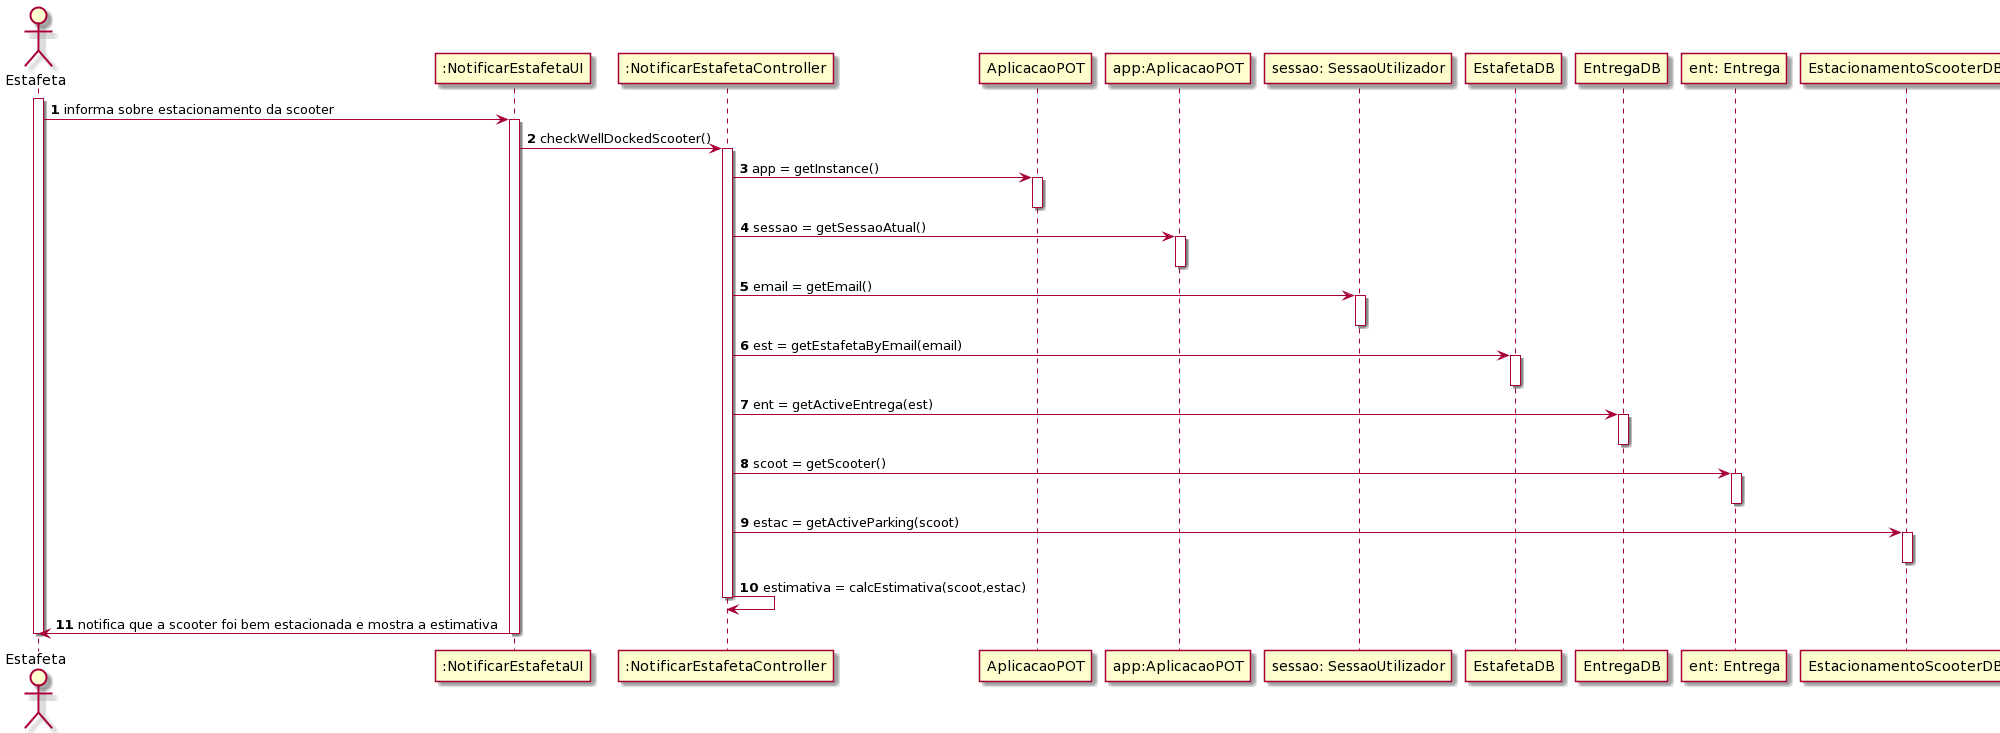 Estafeta
:NotificarEstafetaUI
:NotificarEstafetaController
AplicacaoPOT
app:AplicacaoPOT
sessao: SessaoUtilizador
EstafetaDB
EntregaDB
ent: Entrega
EstacionamentoScooterDB
1 informa sobre estacionamento da scooter
2 checkWellDockedScooter()
3 app = getInstance()
4 sessao = getSessaoAtual()
5 email = getEmail()
6 est = getEstafetaByEmail(email)
7 ent = getActiveEntrega(est)
8 scoot = getScooter()
9 estac = getActiveParking(scoot)
10 estimativa = calcEstimativa(scoot,estac)
11 notifica que a scooter foi bem estacionada e mostra a estimativa
Estafeta
:NotificarEstafetaUI
:NotificarEstafetaController
AplicacaoPOT
app:AplicacaoPOT
sessao: SessaoUtilizador
EstafetaDB
EntregaDB
ent: Entrega
EstacionamentoScooterDB